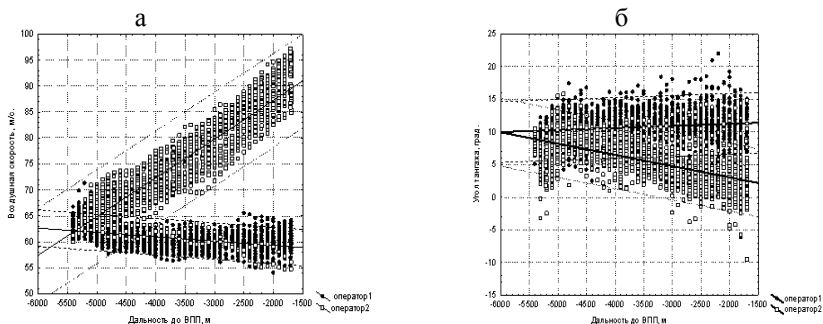 а
б
Воздушная скорость, м/с.
100
95
90
85
80
75
70
65
60
55
50
-6000 -5500 -5000 -4500 -4000 -3500 -3000 -2500 -2000 -1500
Дальность до ВПП, м
оператор1
оператор2
Угол тангажа, град.
25
20
15
10
5
0
-5
-10
-15
-6000 -5500 -5000 -4500 -4000 -3500 -3000 -2500 -2000 -1500
Дальность до ВПП, м
оператор1
оператор2